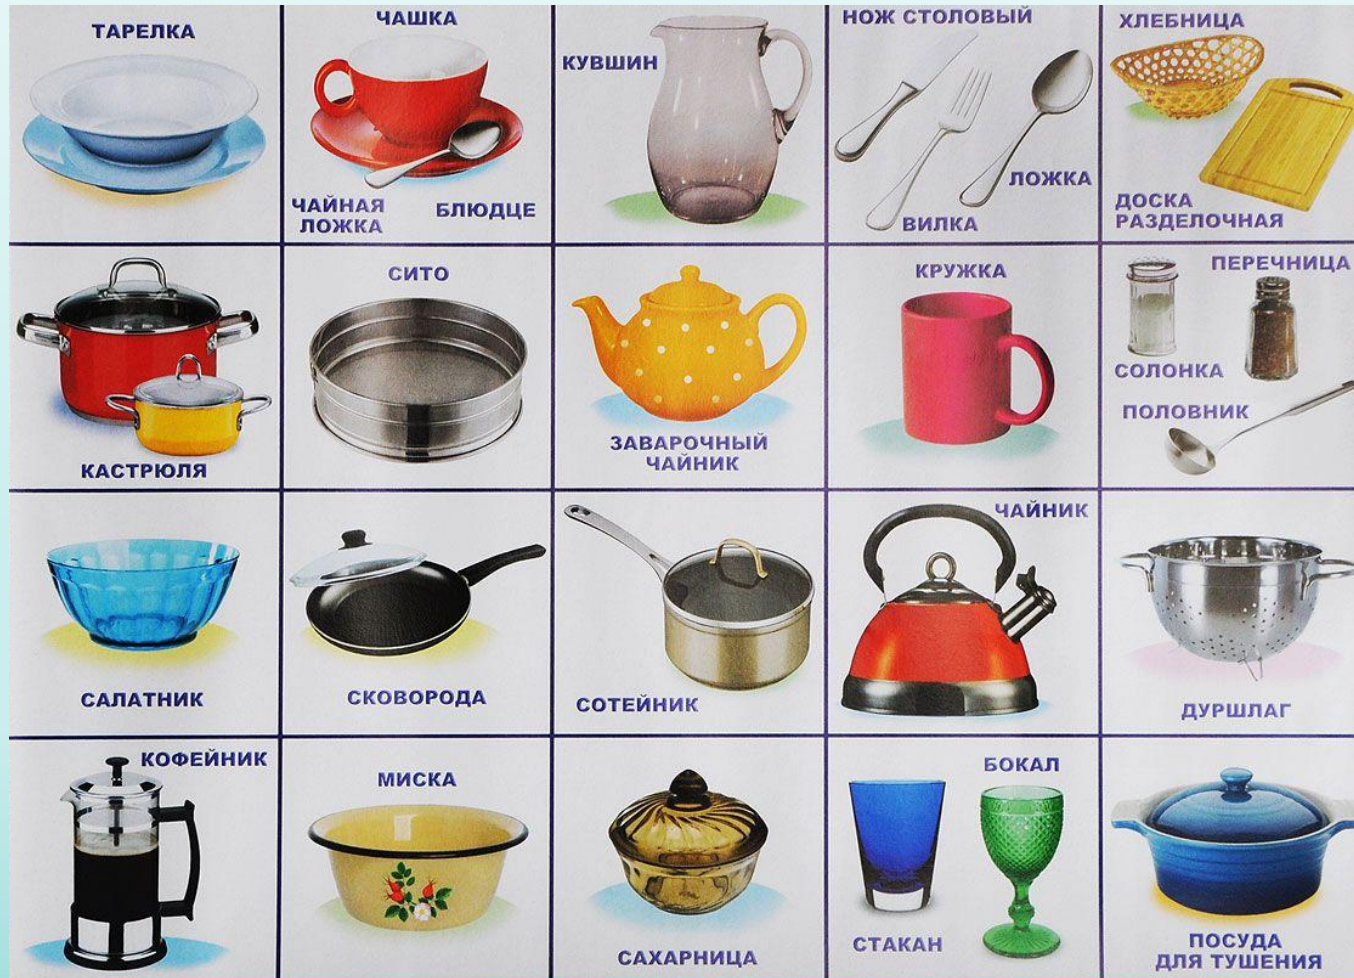 ТАРЕЛКА
ЧАШКА
ЧАЙНАЯ
ЛОЖКА
БЛЮДЦЕ
КУВШИН
НОЖ СТОЛОВЫЙ
ЛОЖКА
ВИЛКА
ХЛЕБНИЦА
ДОСКА
РАЗДЕЛОЧНАЯ
КАСТРЮЛЯ
СИТО
ЗАВАРОЧНЫЙ
ЧАЙНИК
КРУЖКА
ПЕРЕЧНИЦА
СОЛОНКА
ПОЛОВНИК
САЛАТНИК
СКОВОРОДА
СОТЕЙНИК
ЧАЙНИК
ДУРШЛАГ
КОФЕЙНИК
МИСКА
САХАРНИЦА
БОКАЛ
СТАКАН
ПОСУДА
ДЛЯ ТУШЕНИЯ